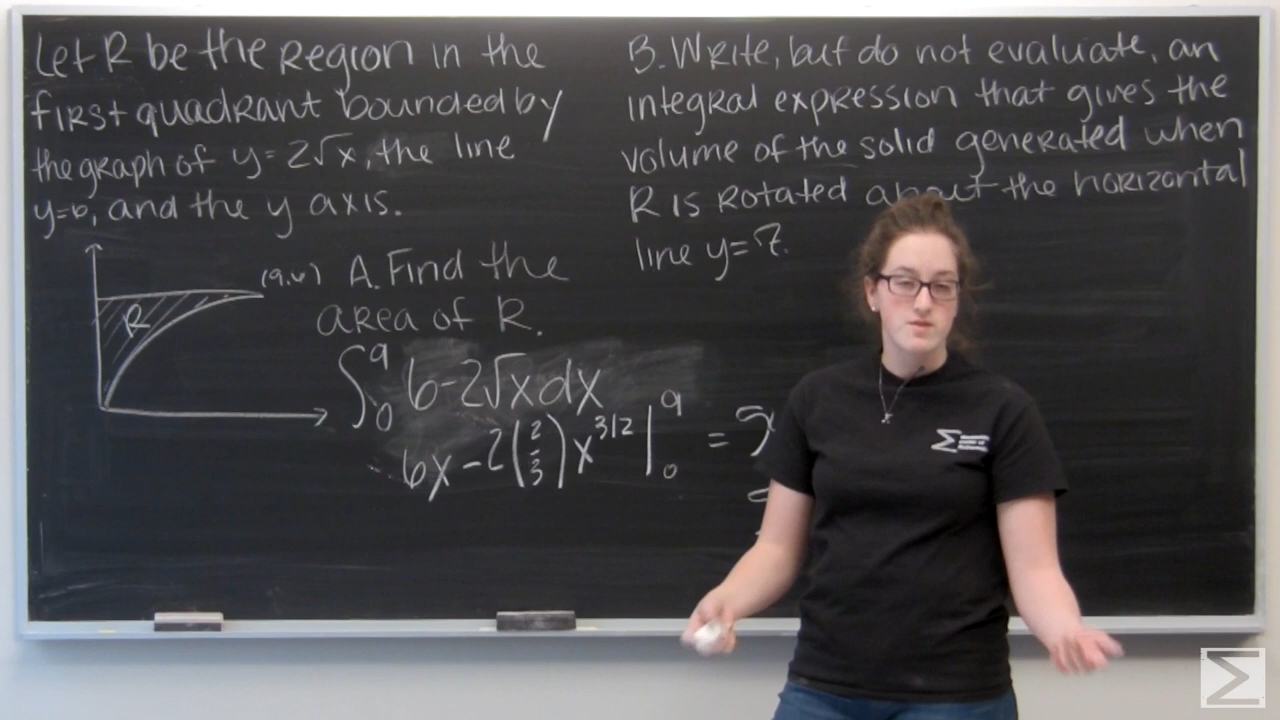 Let R be the region in the
first quadrant bounded by
the graph of y=2√x, the line
y=6, and the y axis.
(9,6) A. Find the
area of R.
R
∫₀⁹ 6-2√x dx
6x-2(2/3)x^3/2 |₀⁹ =
B. Write, but do not evaluate, an
integral expression that gives the
volume of the solid generated when
R is rotated about the horizontal
line y=7.
Σ
Σ